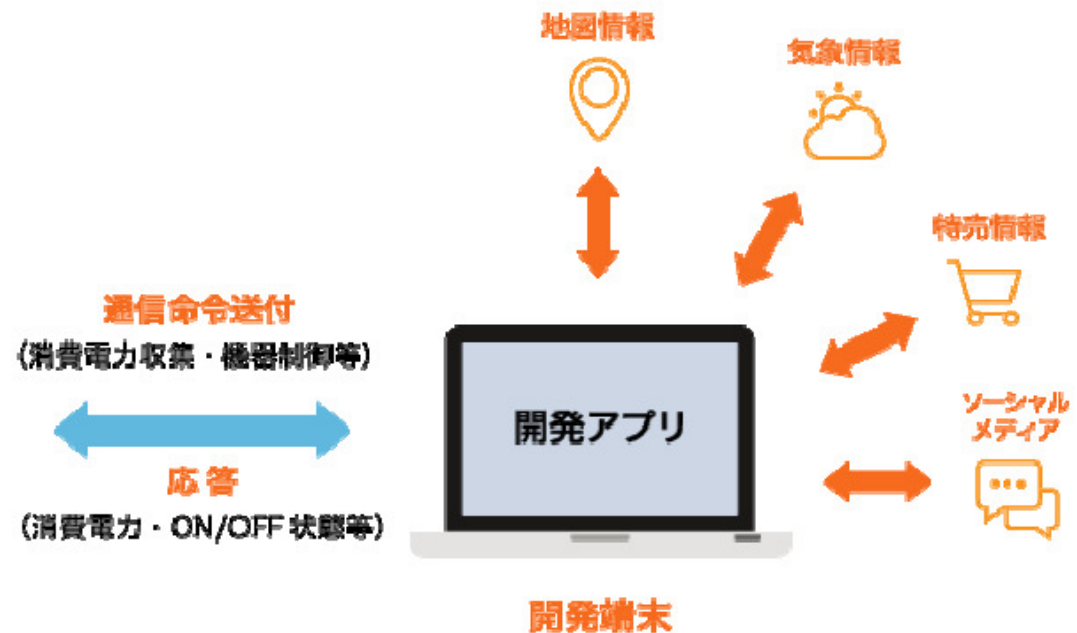 地図情報
気象情報
特売情報
通信命令送付
（消費電力収集・機器制御等）
開発アプリ
ソーシャル
メディア
応答
（消費電力・ON/OFF 状態等）
開発端末